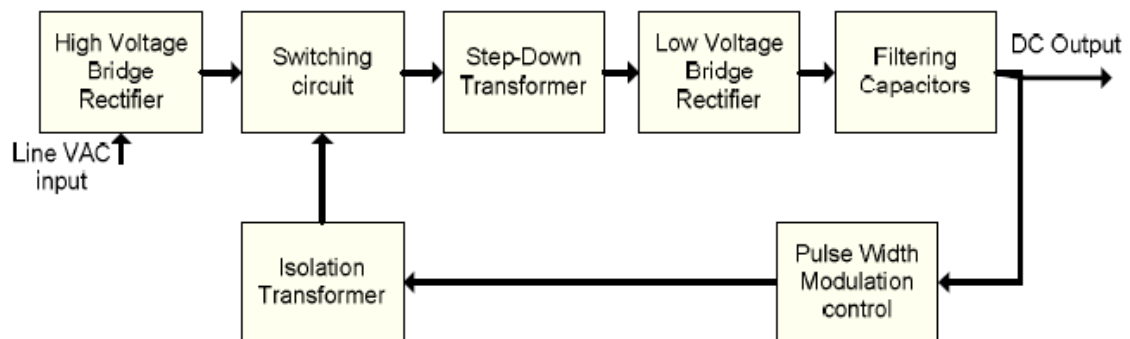 High Voltage
Bridge
Rectifier
Switching
circuit
Step-Down
Transformer
Low Voltage
Bridge
Rectifier
Filtering
Capacitors
DC Output
Line VAC
input
Isolation
Transformer
Pulse Width
Modulation
control